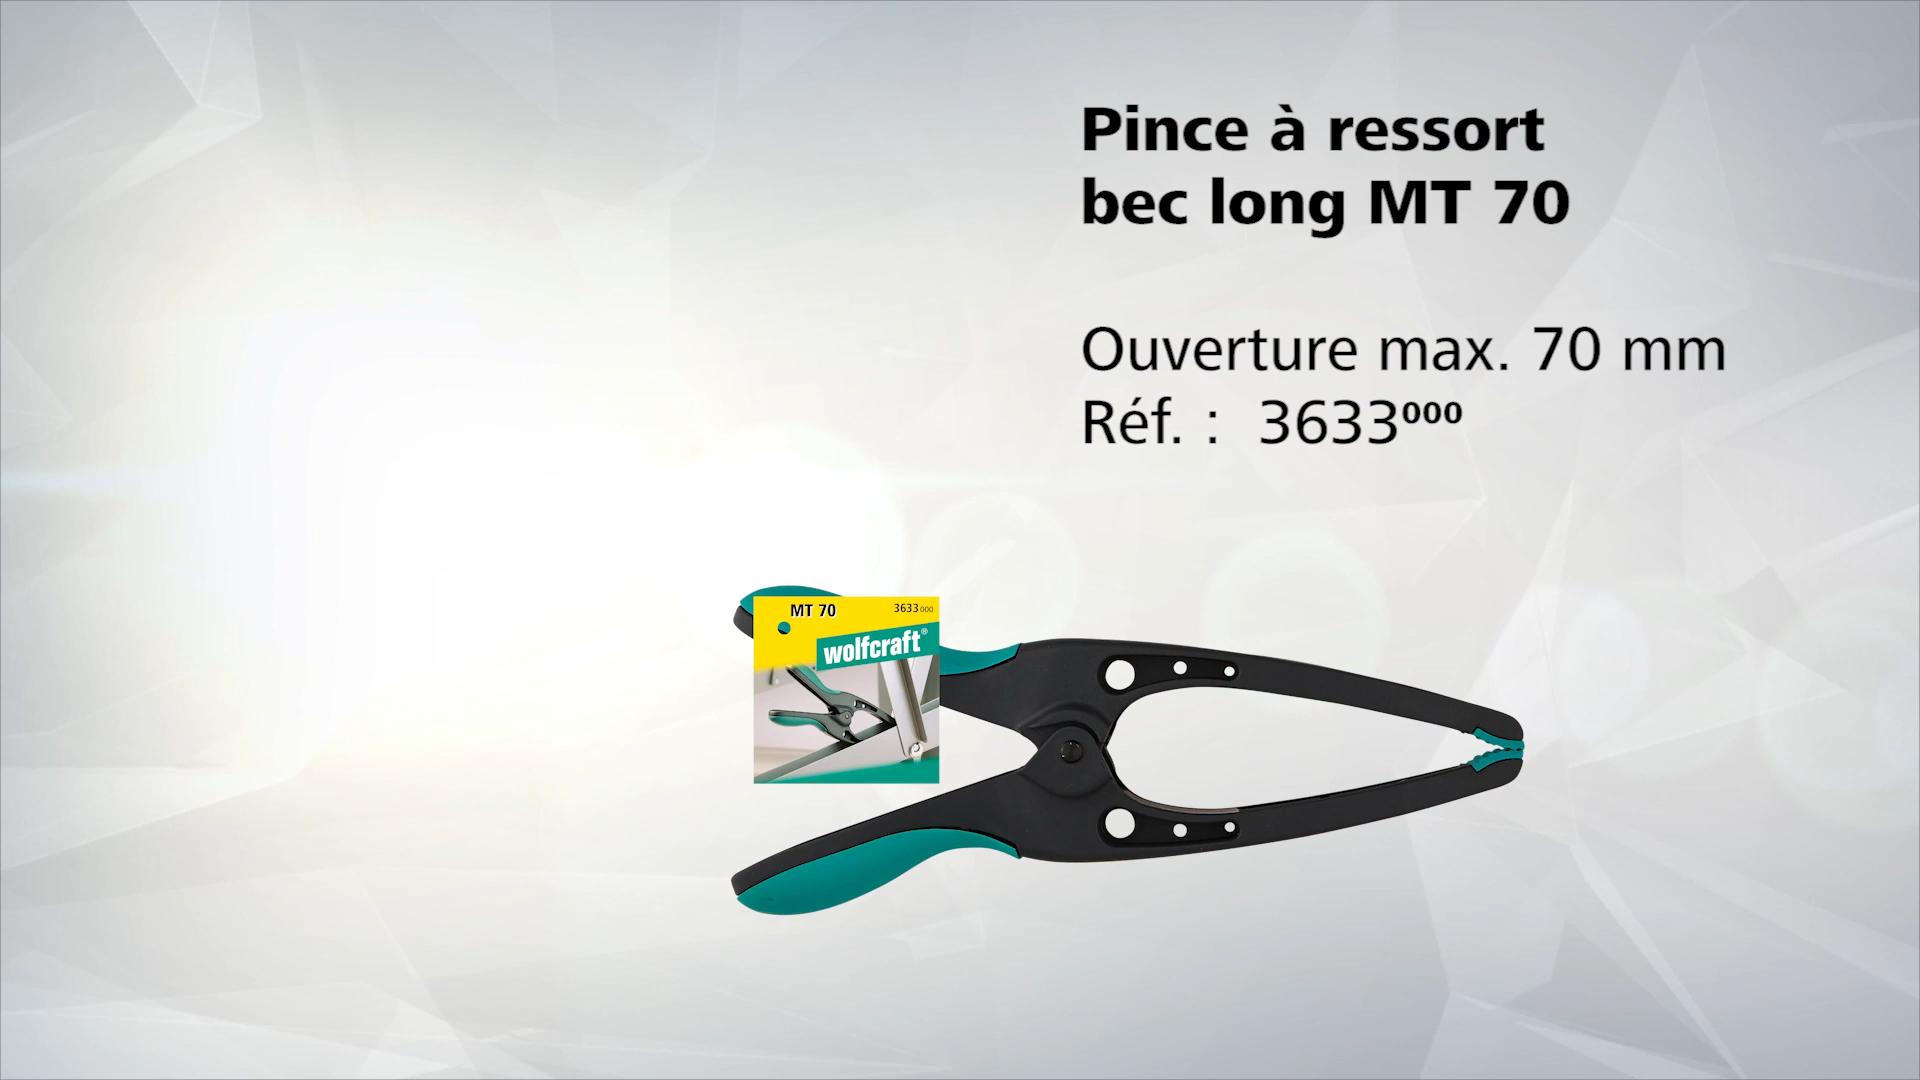 Pince à ressort
bec long MT 70
Ouverture max. 70 mm
Réf. : 3633⁰⁰⁰
MT 70 3633 000
wolfcraft®